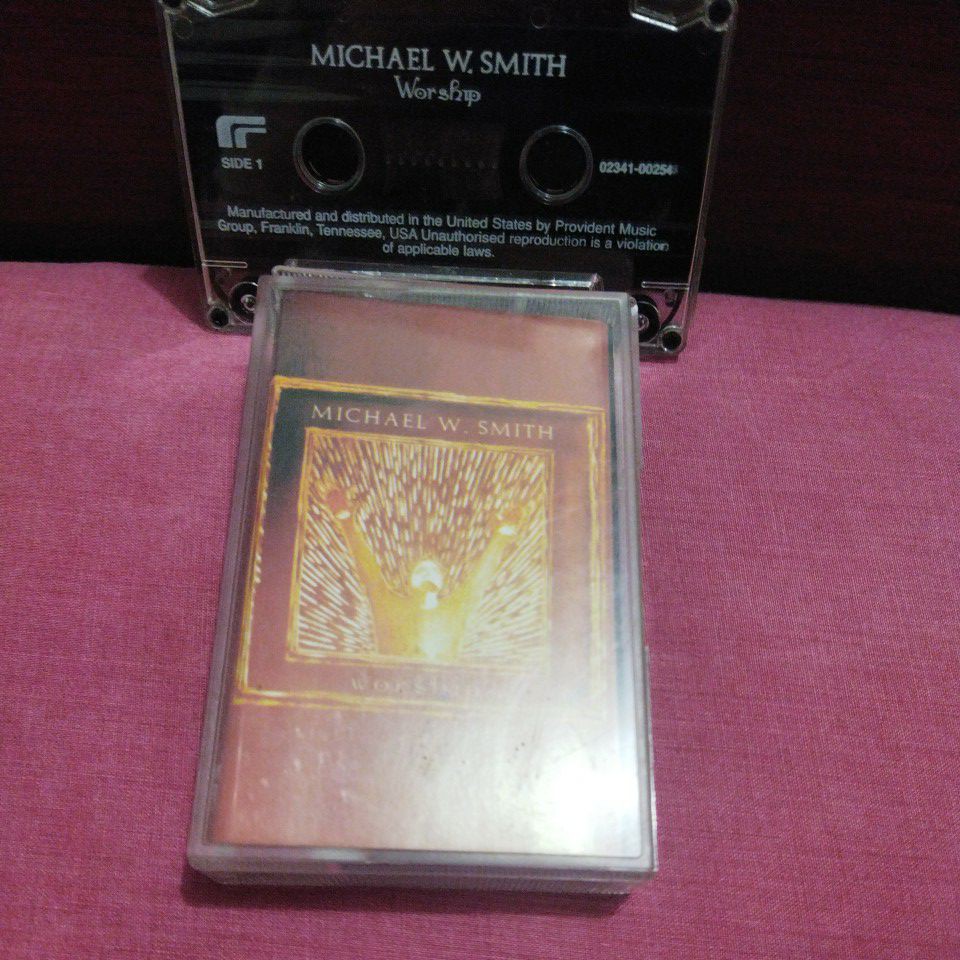 MICHAEL W. SMITH
Worship
SIDE 1
02341-00254
Manufactured and distributed in the United States by Provident Music
Group, Franklin, Tennessee, USA Unauthorised reproduction is a violation
of applicable laws.
MICHAEL W. SMITH
worship